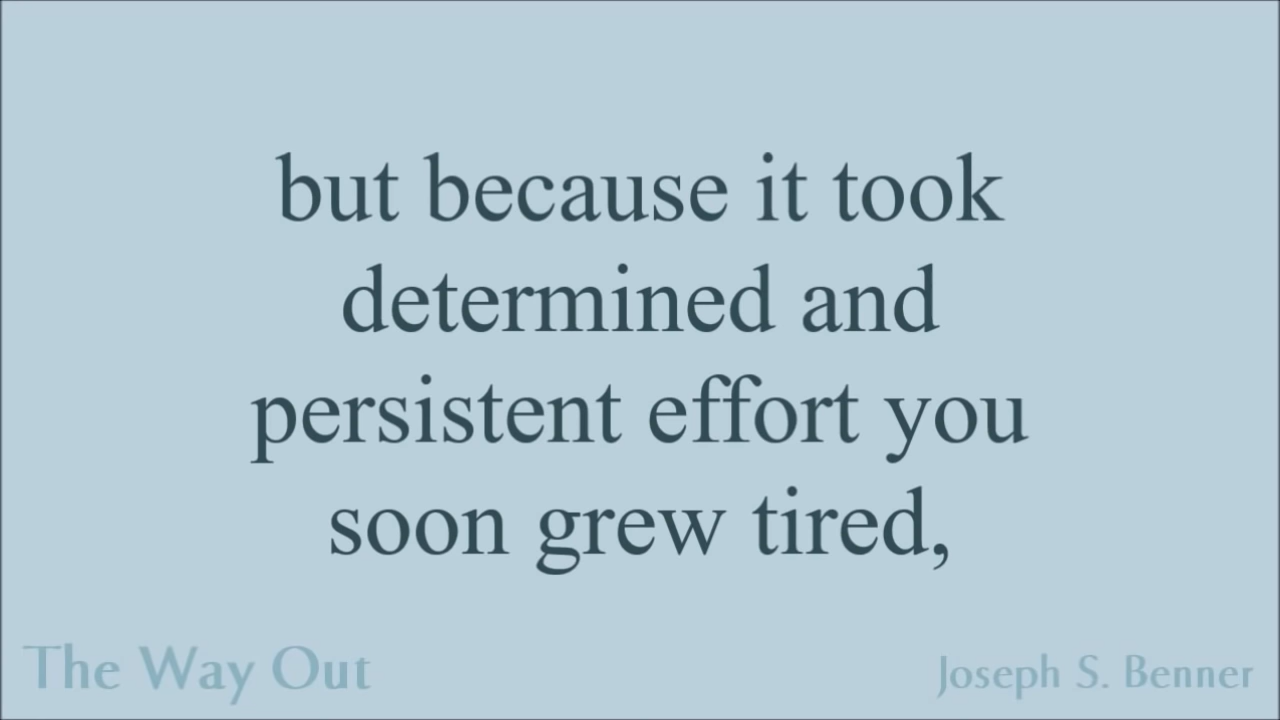 but because it took
determined and
persistent effort you
soon grew tired,
The Way Out
Joseph S. Benner